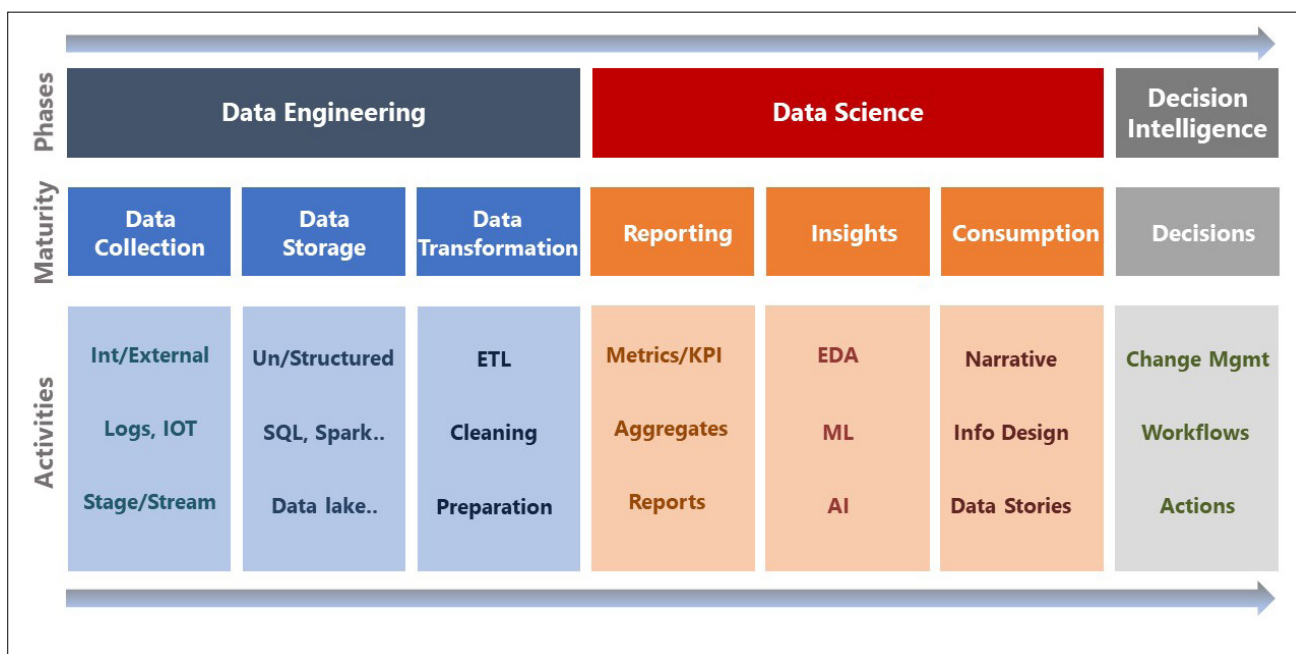 Phases
Data Engineering
Data Science
Decision
Intelligence
Maturity
Data
Collection
Data
Storage
Data
Transformation
Reporting
Insights
Consumption
Decisions
Activities
Int/External
Logs, IOT
Stage/Stream
Un/Structured
SQL, Spark..
Data lake..
ETL
Cleaning
Preparation
Metrics/KPI
Aggregates
Reports
EDA
ML
AI
Narrative
Info Design
Data Stories
Change Mgmt
Workflows
Actions